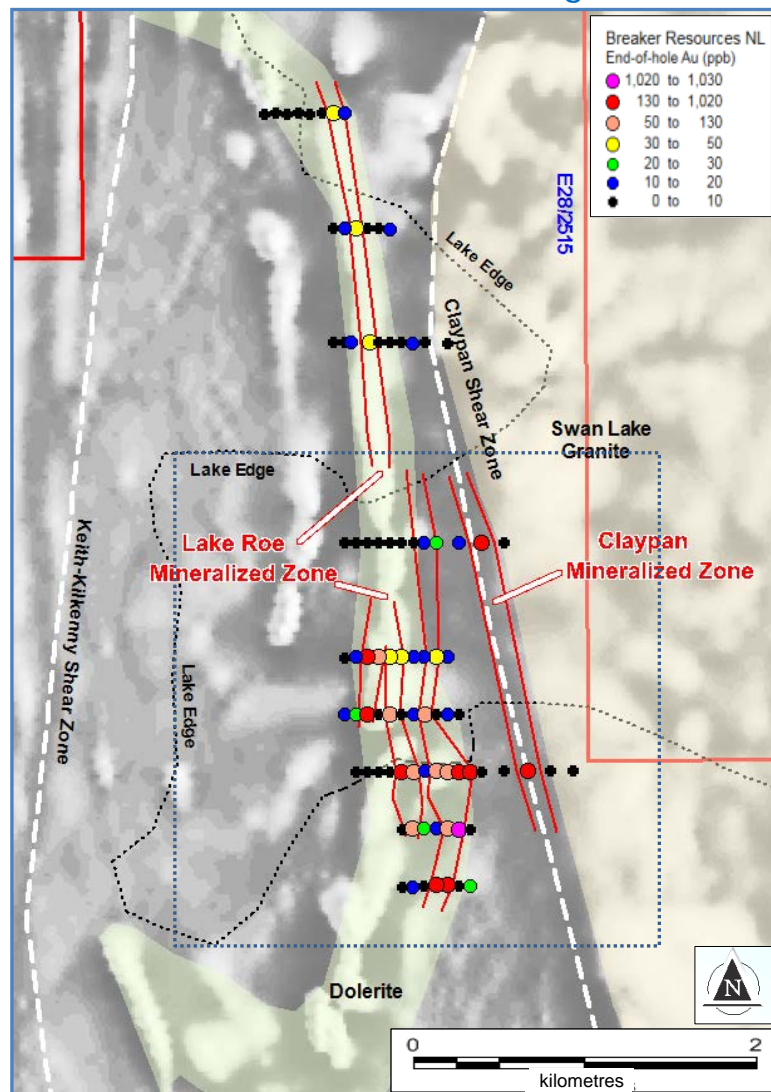 Breaker Resources NL
End-of-hole Au (ppb)
1,020 to 1,030
130 to 1,020
50 to 130
30 to 50
20 to 30
10 to 20
0 to 10
E28/2515
Lake Edge
Claypan Shear Zone
Swan Lake
Granite
Lake Edge
Lake Roe
Mineralized Zone
Claypan
Mineralized Zone
Keith-Kilkenny Shear Zone
Lake Edge
Dolerite
N
0 2
kilometres